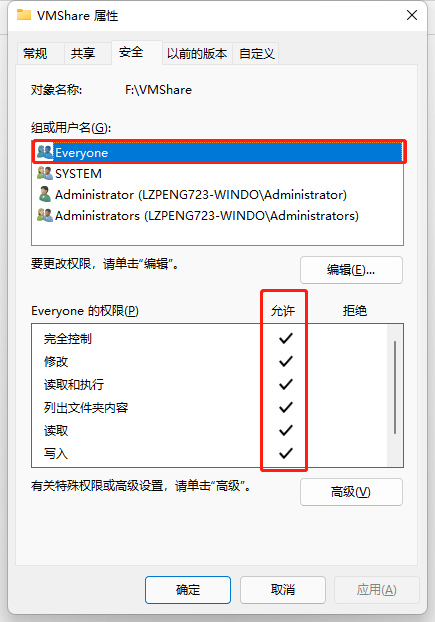 VMShare 属性
常规 共享 安全 以前的版本 自定义
对象名称: F:\VMShare
组或用户名(G):
Everyone
SYSTEM
Administrator (LZPENG723-WINDO\Administrator)
Administrators (LZPENG723-WINDO\Administrators)
要更改权限，请单击“编辑”。
编辑(E)...
Everyone 的权限(P) 允许 拒绝
完全控制
修改
读取和执行
列出文件夹内容
读取
写入
有关特殊权限或高级设置，请单击“高级”。
高级(V)
确定 取消 应用(A)